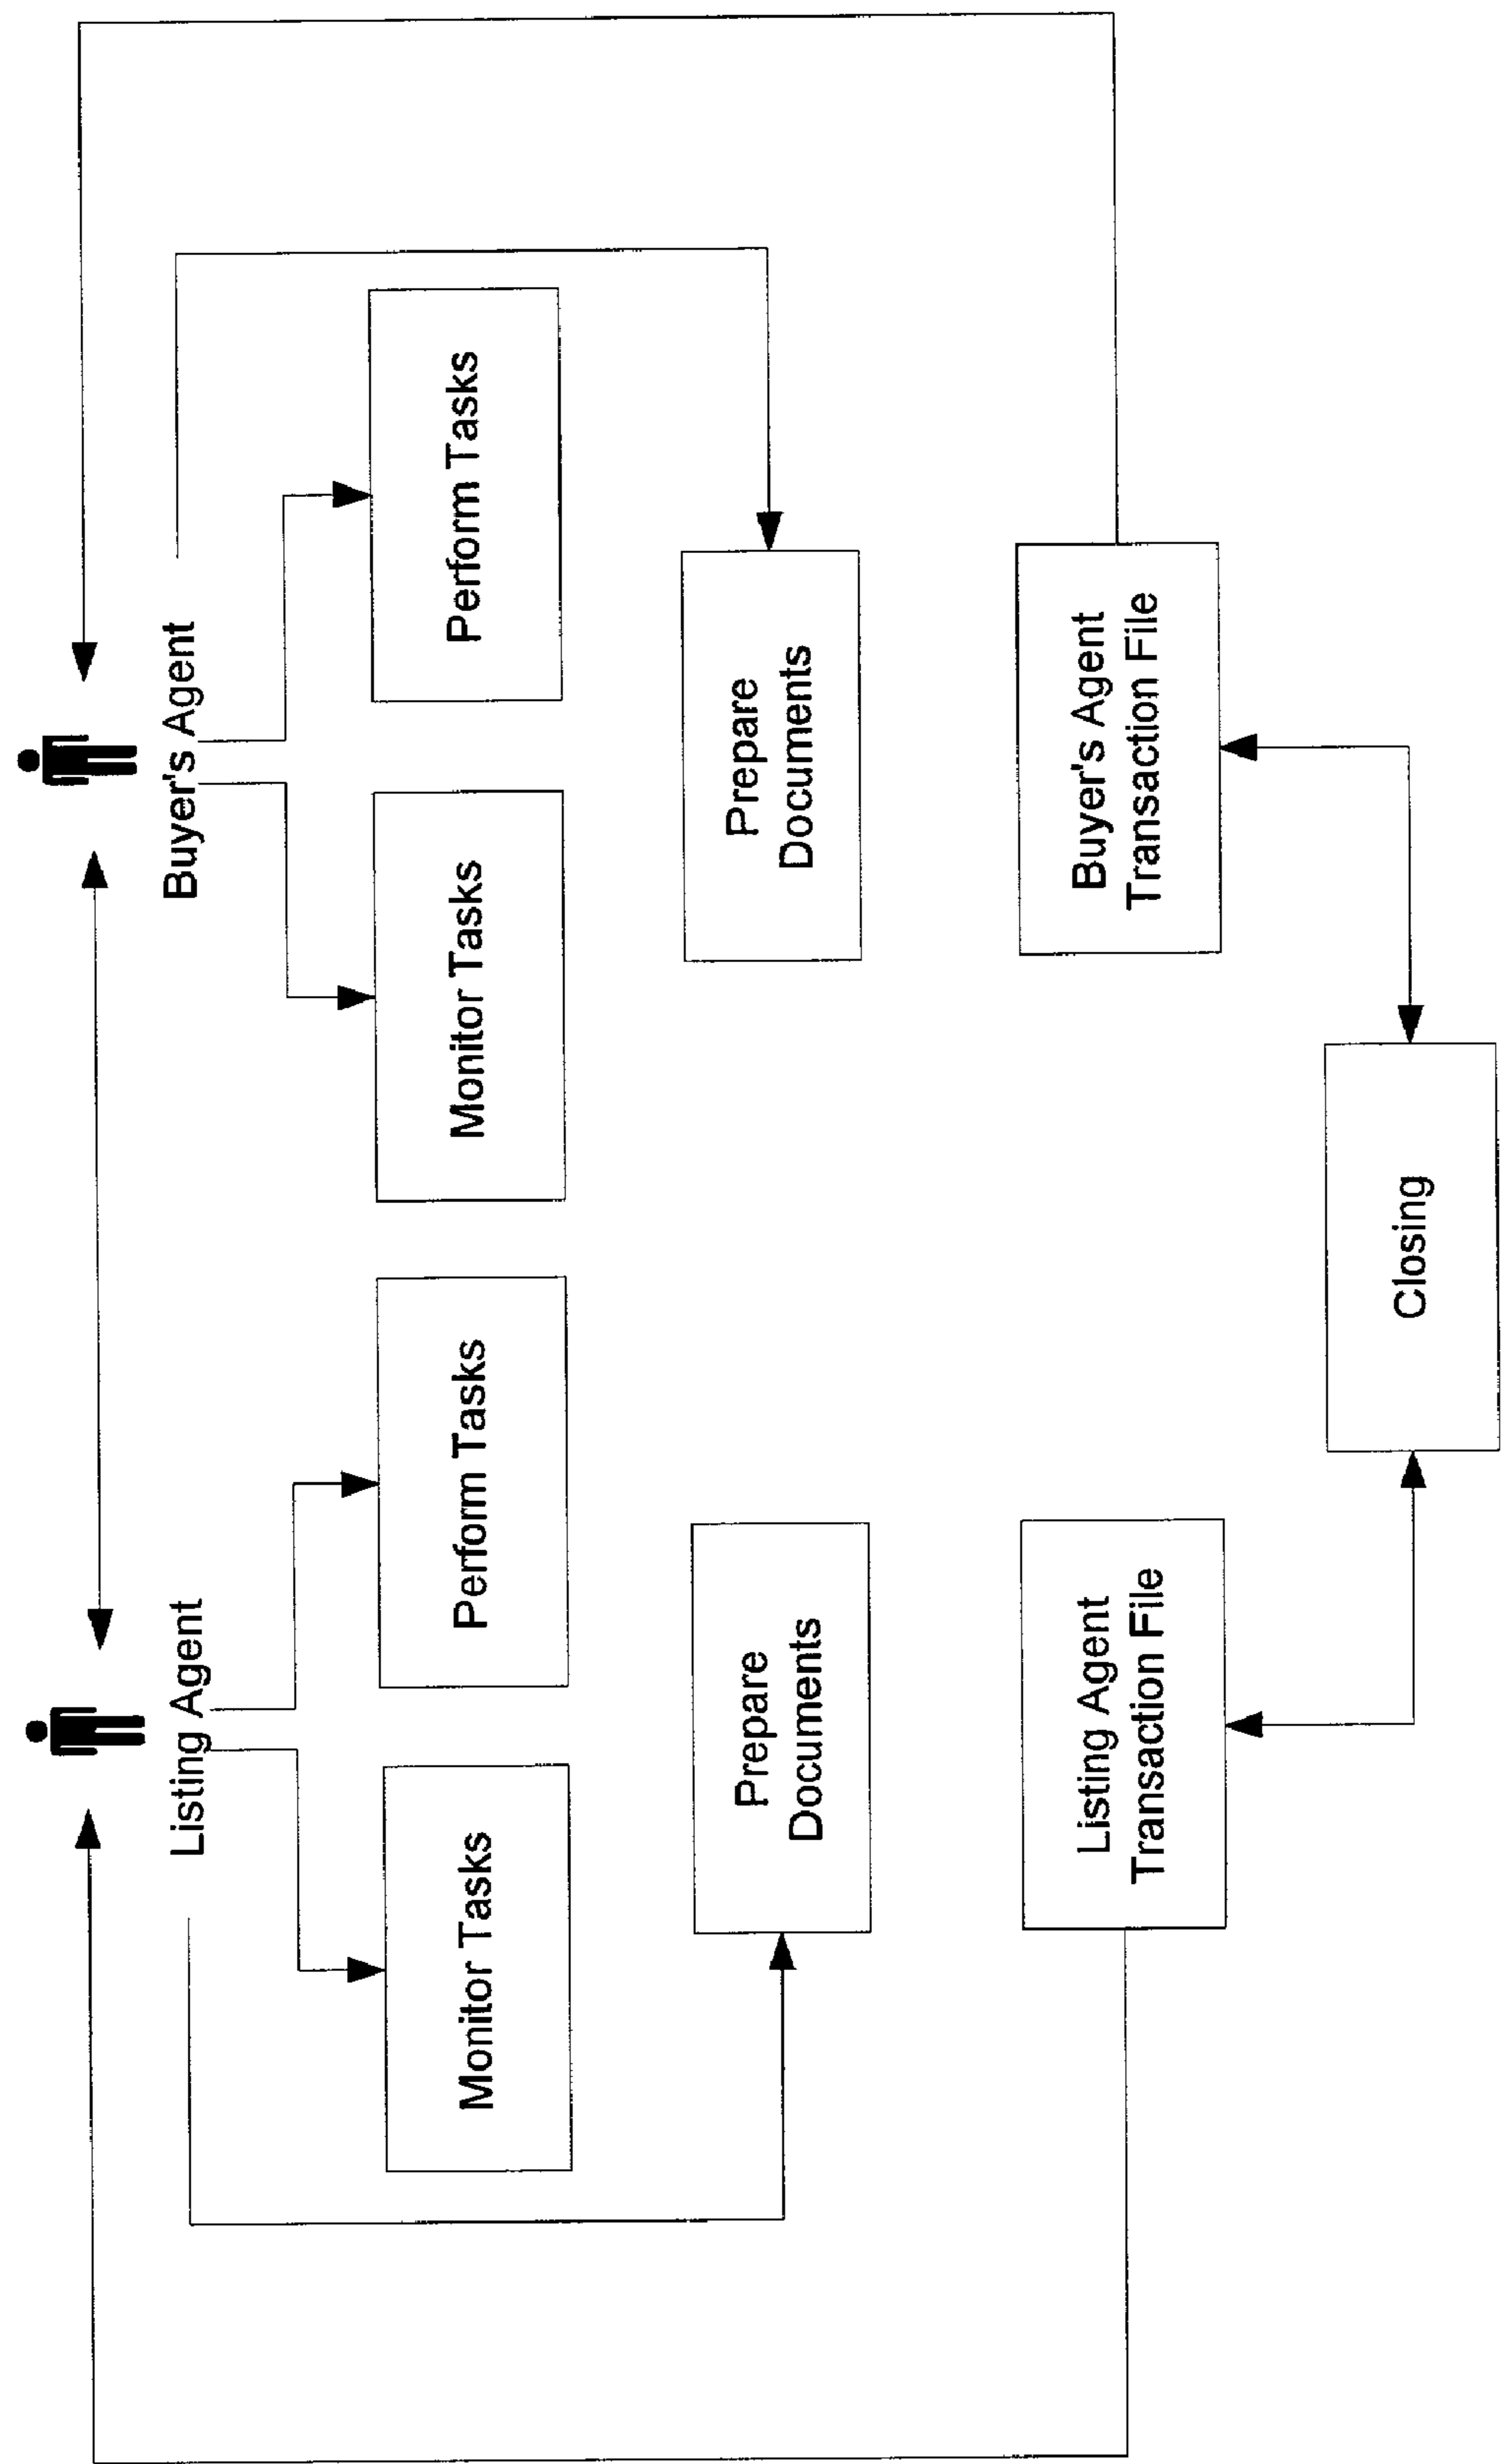 Listing Agent
Buyer's Agent
Monitor Tasks
Perform Tasks
Monitor Tasks
Perform Tasks
Prepare
Documents
Prepare
Documents
Listing Agent
Transaction File
Buyer's Agent
Transaction File
Closing